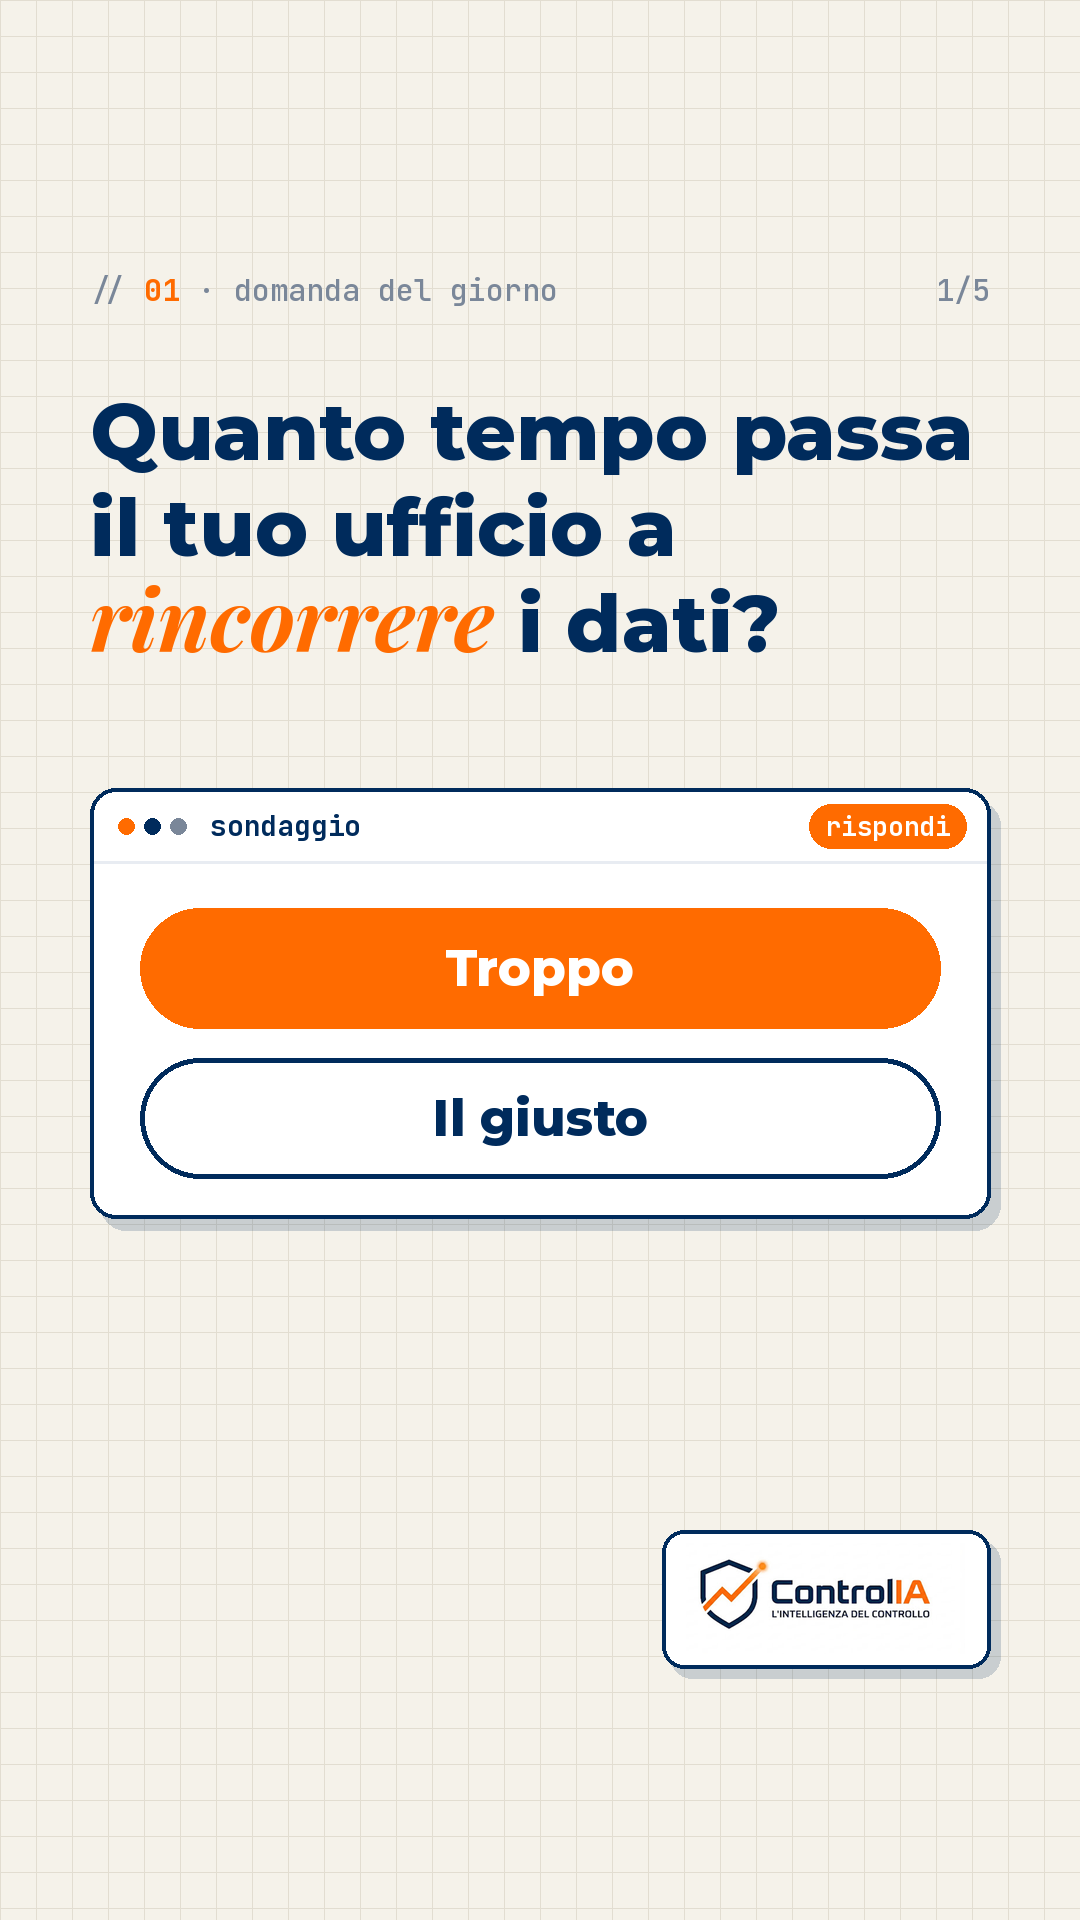 // 01 · domanda del giorno 1/5
Quanto tempo passa
il tuo ufficio a
rincorrere i dati?
sondaggio rispondi
Troppo
Il giusto
ControlIA
L'INTELLIGENZA DEL CONTROLLO